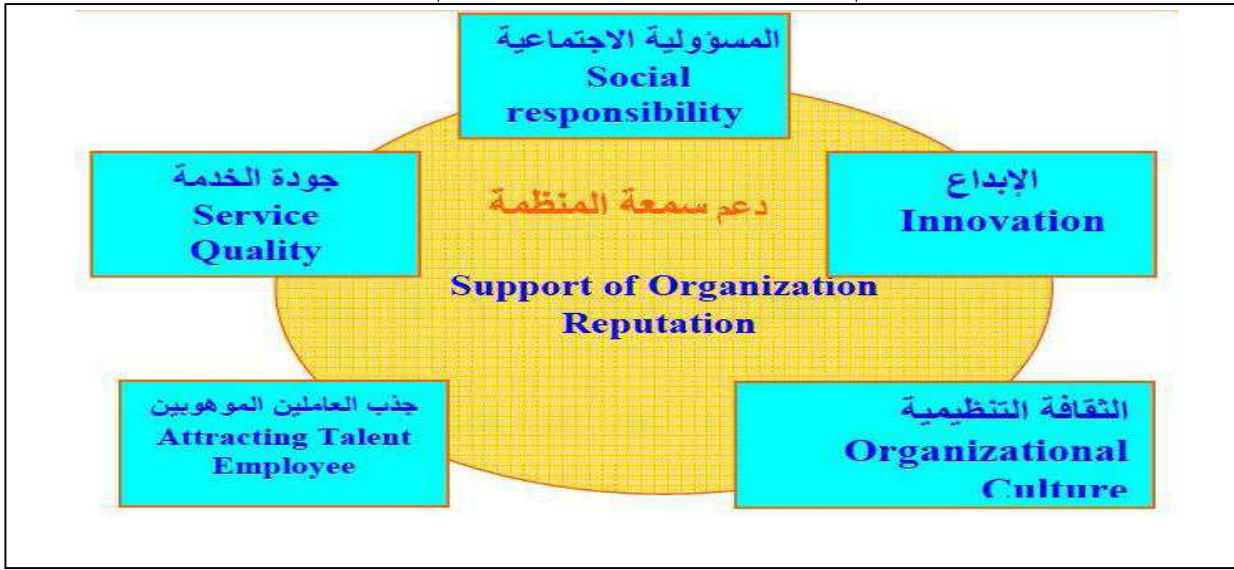 المسؤولية الاجتماعية
Social
responsibility
جودة الخدمة
Service
Quality
الإبداع
Innovation
دعم سمعة المنظمة
Support of Organization
Reputation
جذب العاملين الموهوبين
Attracting Talent
Employee
الثقافة التنظيمية
Organizational
Culture